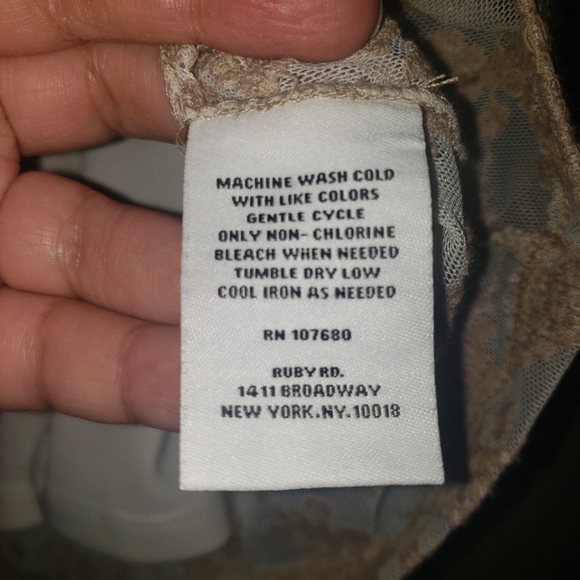 MACHINE WASH COLD
WITH LIKE COLORS
GENTLE CYCLE
ONLY NON- CHLORINE
BLEACH WHEN NEEDED
TUMBLE DRY LOW
COOL IRON AS NEEDED
RN 107680
RUBY RD.
1411 BROADWAY
NEW YORK.NY.10018